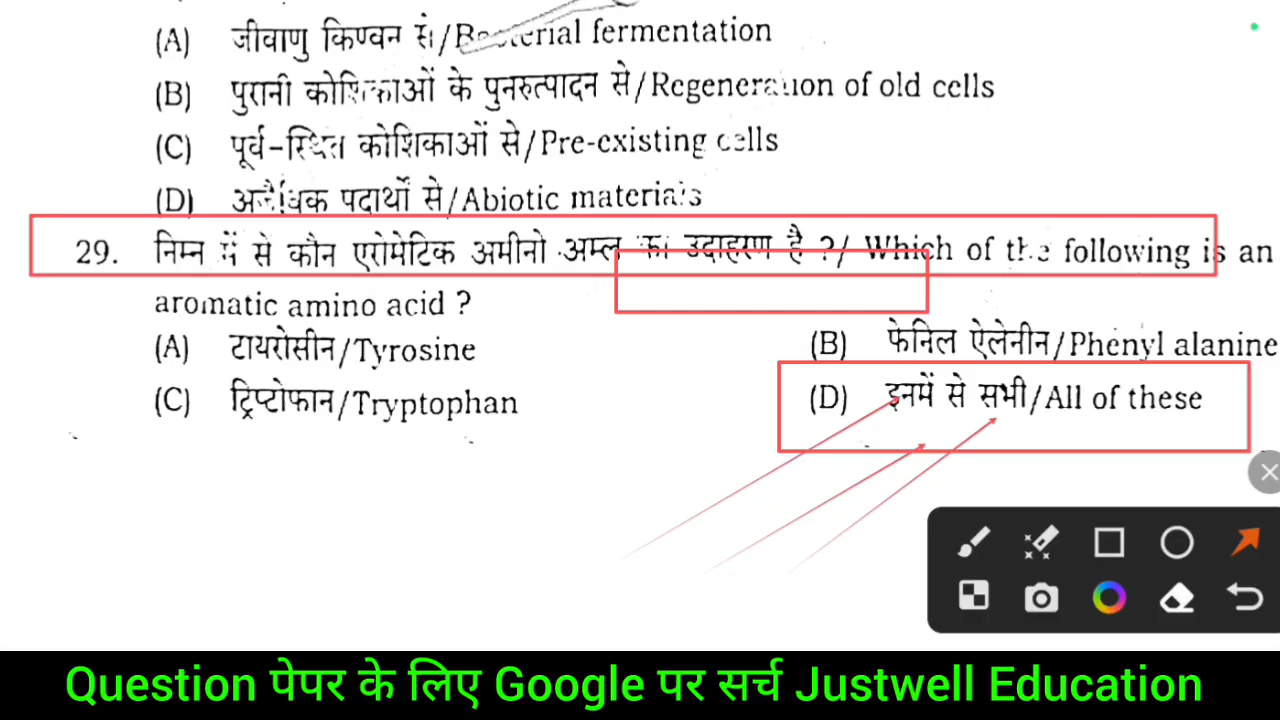 (A) जीवाणु किण्वन से/Bacterial fermentation
(B) पुरानी कोशिकाओं के पुनरुत्पादन से/Regeneration of old cells
(C) पूर्व-स्थित कोशिकाओं से/Pre-existing cells
(D) अजैविक पदार्थों से/Abiotic materials
29. निम्न में से कौन एरोमेटिक अमीनो अम्ल का उदाहरण है ?/ Which of the following is an
aromatic amino acid ?
(A) टायरोसीन/Tyrosine (B) फेनिल ऐलेनीन/Phenyl alanine
(C) ट्रिप्टोफान/Tryptophan (D) इनमें से सभी/All of these
Question पेपर के लिए Google पर सर्च Justwell Education